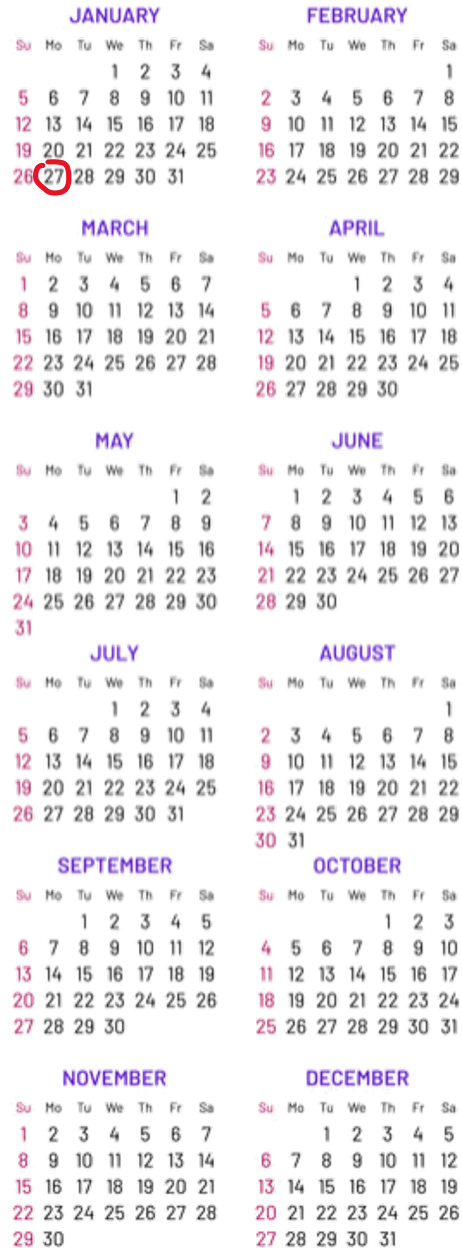 JANUARY
Su Mo Tu We Th Fr Sa
1 2 3 4
5 6 7 8 9 10 11
12 13 14 15 16 17 18
19 20 21 22 23 24 25
26 27 28 29 30 31
FEBRUARY
Su Mo Tu We Th Fr Sa
1
2 3 4 5 6 7 8
9 10 11 12 13 14 15
16 17 18 19 20 21 22
23 24 25 26 27 28 29
MARCH
Su Mo Tu We Th Fr Sa
1 2 3 4 5 6 7
8 9 10 11 12 13 14
15 16 17 18 19 20 21
22 23 24 25 26 27 28
29 30 31
APRIL
Su Mo Tu We Th Fr Sa
1 2 3 4
5 6 7 8 9 10 11
12 13 14 15 16 17 18
19 20 21 22 23 24 25
26 27 28 29 30
MAY
Su Mo Tu We Th Fr Sa
1 2
3 4 5 6 7 8 9
10 11 12 13 14 15 16
17 18 19 20 21 22 23
24 25 26 27 28 29 30
31
JUNE
Su Mo Tu We Th Fr Sa
1 2 3 4 5 6
7 8 9 10 11 12 13
14 15 16 17 18 19 20
21 22 23 24 25 26 27
28 29 30
JULY
Su Mo Tu We Th Fr Sa
1 2 3 4
5 6 7 8 9 10 11
12 13 14 15 16 17 18
19 20 21 22 23 24 25
26 27 28 29 30 31
AUGUST
Su Mo Tu We Th Fr Sa
1
2 3 4 5 6 7 8
9 10 11 12 13 14 15
16 17 18 19 20 21 22
23 24 25 26 27 28 29
30 31
SEPTEMBER
Su Mo Tu We Th Fr Sa
1 2 3 4 5
6 7 8 9 10 11 12
13 14 15 16 17 18 19
20 21 22 23 24 25 26
27 28 29 30
OCTOBER
Su Mo Tu We Th Fr Sa
1 2 3
4 5 6 7 8 9 10
11 12 13 14 15 16 17
18 19 20 21 22 23 24
25 26 27 28 29 30 31
NOVEMBER
Su Mo Tu We Th Fr Sa
1 2 3 4 5 6 7
8 9 10 11 12 13 14
15 16 17 18 19 20 21
22 23 24 25 26 27 28
29 30
DECEMBER
Su Mo Tu We Th Fr Sa
1 2 3 4 5
6 7 8 9 10 11 12
13 14 15 16 17 18 19
20 21 22 23 24 25 26
27 28 29 30 31